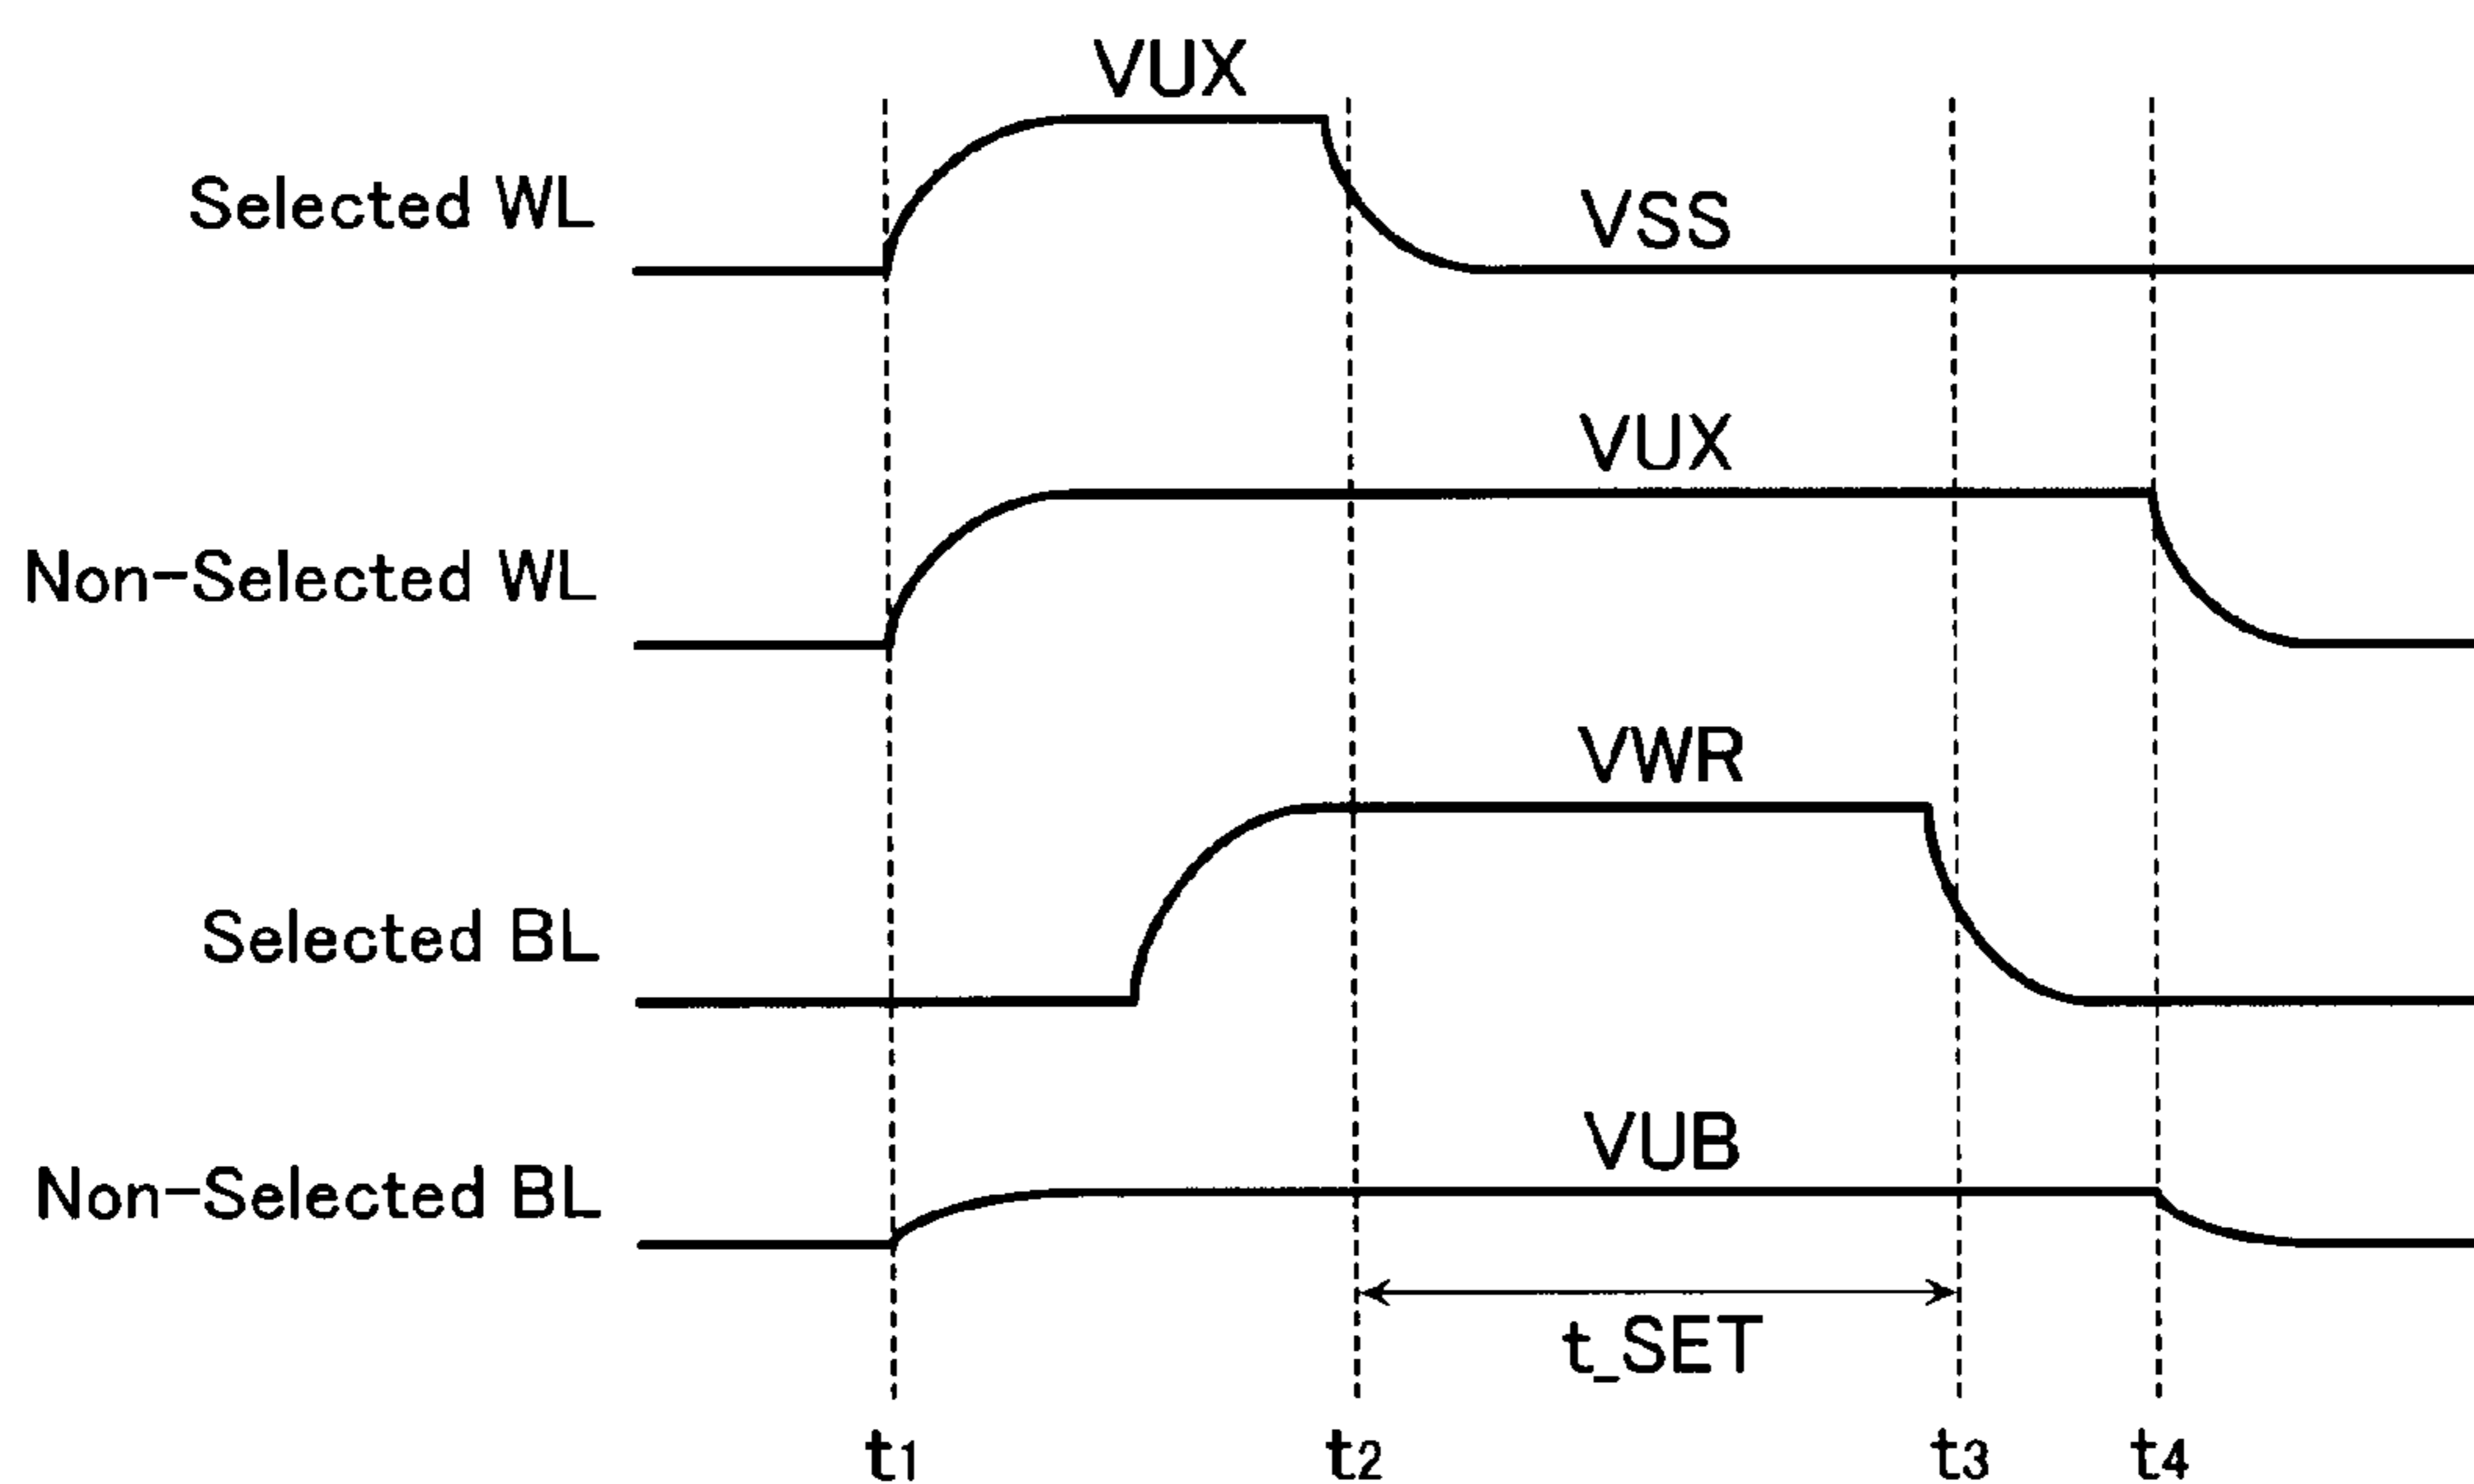 VUX
Selected WL
VSS
VUX
Non-Selected WL
VWR
Selected BL
VUB
Non-Selected BL
t_SET
t1 t2 t3 t4